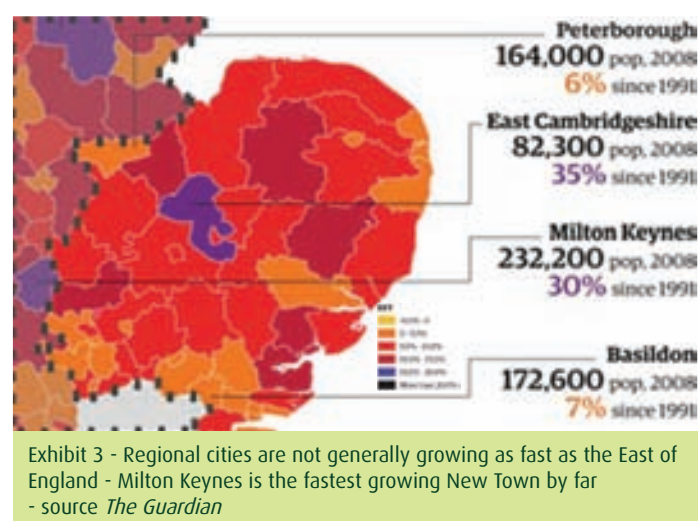 Peterborough
164,000 pop, 2008
6% since 1991
East Cambridgeshire
82,300 pop, 2008
35% since 1991
Milton Keynes
232,200 pop, 2008
30% since 1991
Basildon
172,600 pop, 2008
7% since 1991
Exhibit 3 - Regional cities are not generally growing as fast as the East of
England - Milton Keynes is the fastest growing New Town by far
- source The Guardian